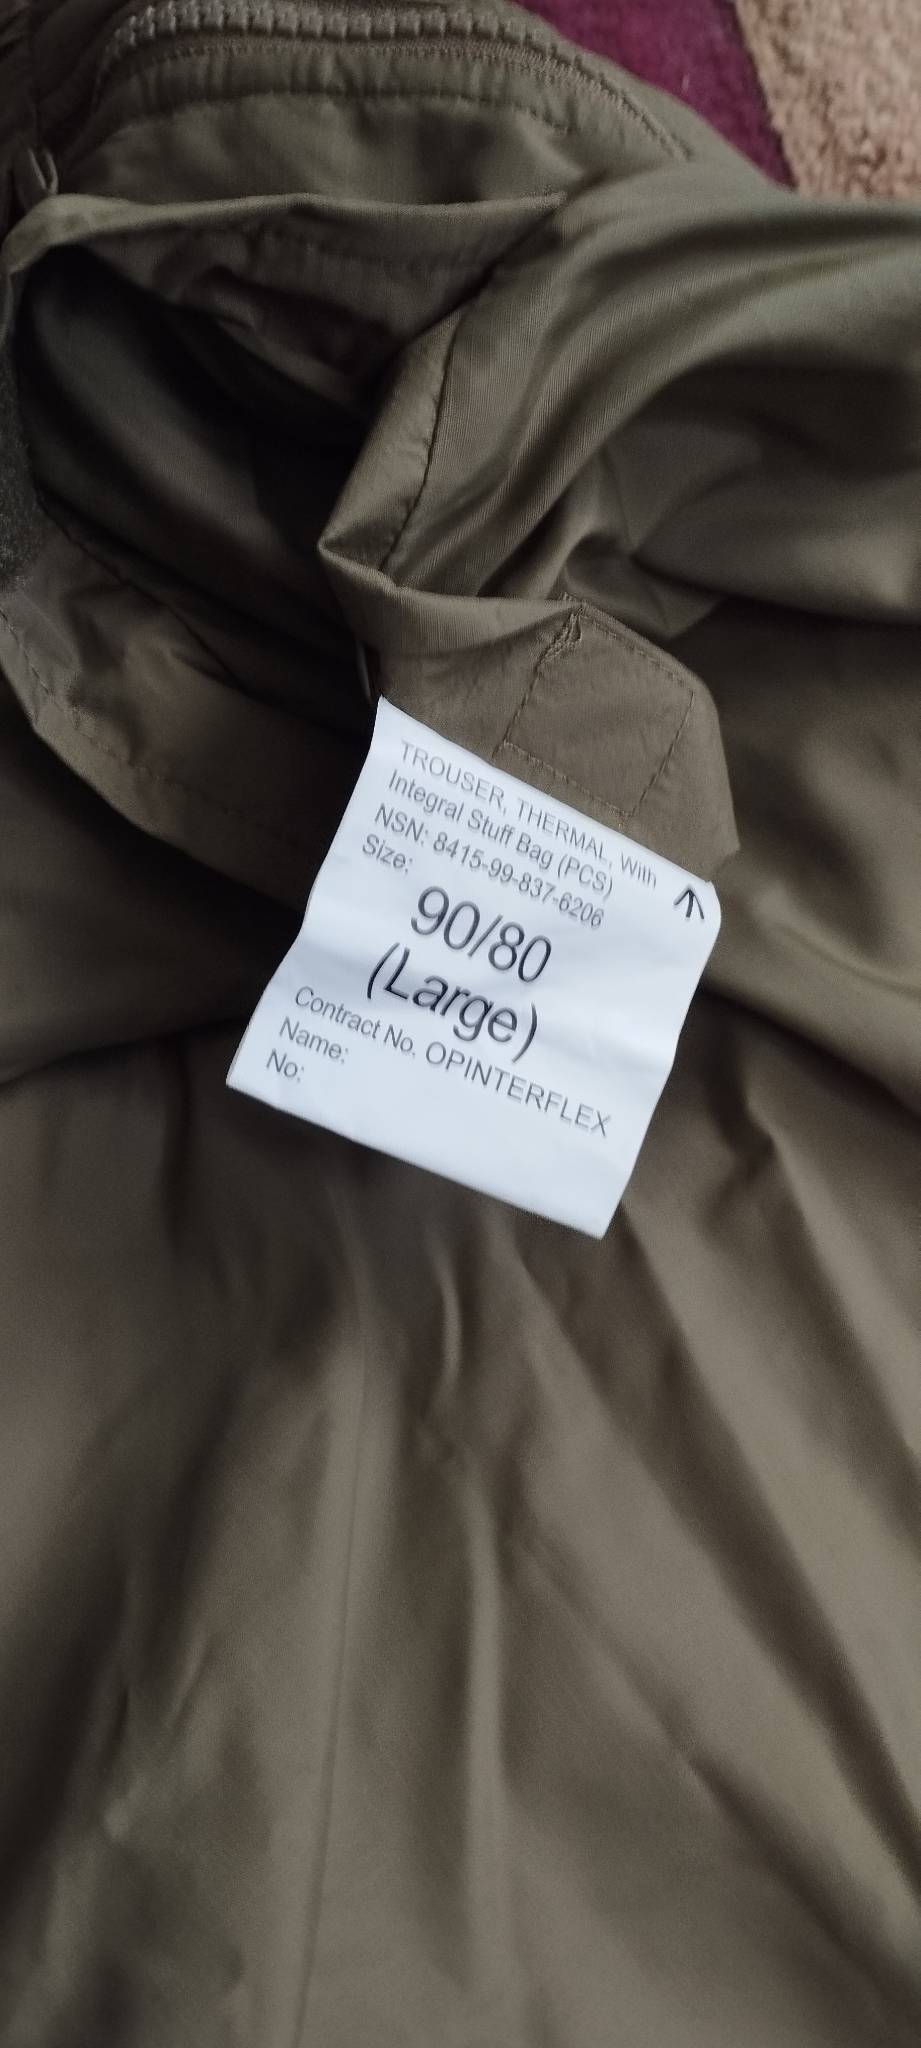 TROUSER, THERMAL, With
Integral Stuff Bag (PCS)
NSN: 8415-99-837-6206
Size:
90/80
(Large)
Contract No. OPINTERFLEX
Name:
No: